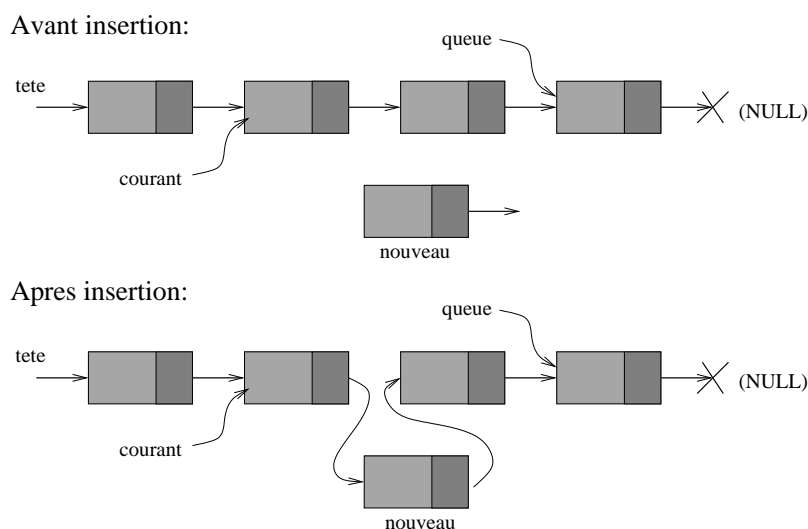 Avant insertion:
queue
tete
(NULL)
courant
nouveau
Apres insertion:
queue
tete
(NULL)
courant
nouveau